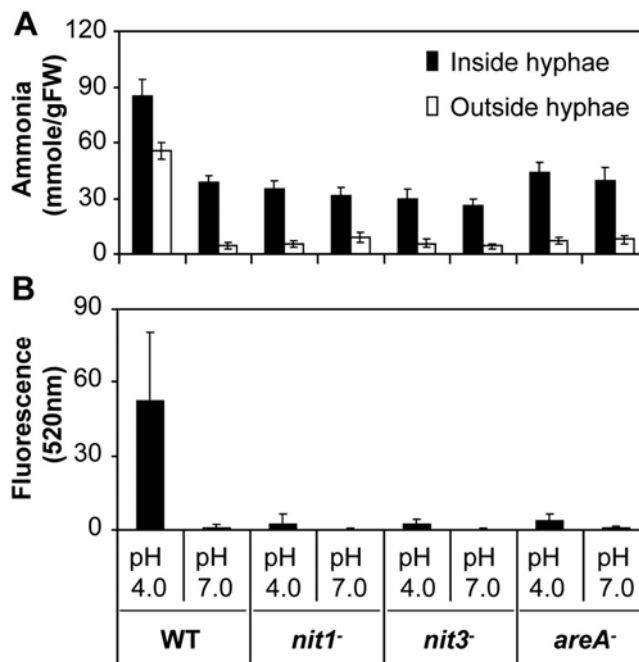 A
120
90
60
30
0
Ammonia
(mmole/gFW)
Inside hyphae
Outside hyphae
B
90
60
30
0
Fluorescence
(520nm)
pH pH pH pH pH pH pH pH
4.0 7.0 4.0 7.0 4.0 7.0 4.0 7.0
WT nit1- nit3- areA-